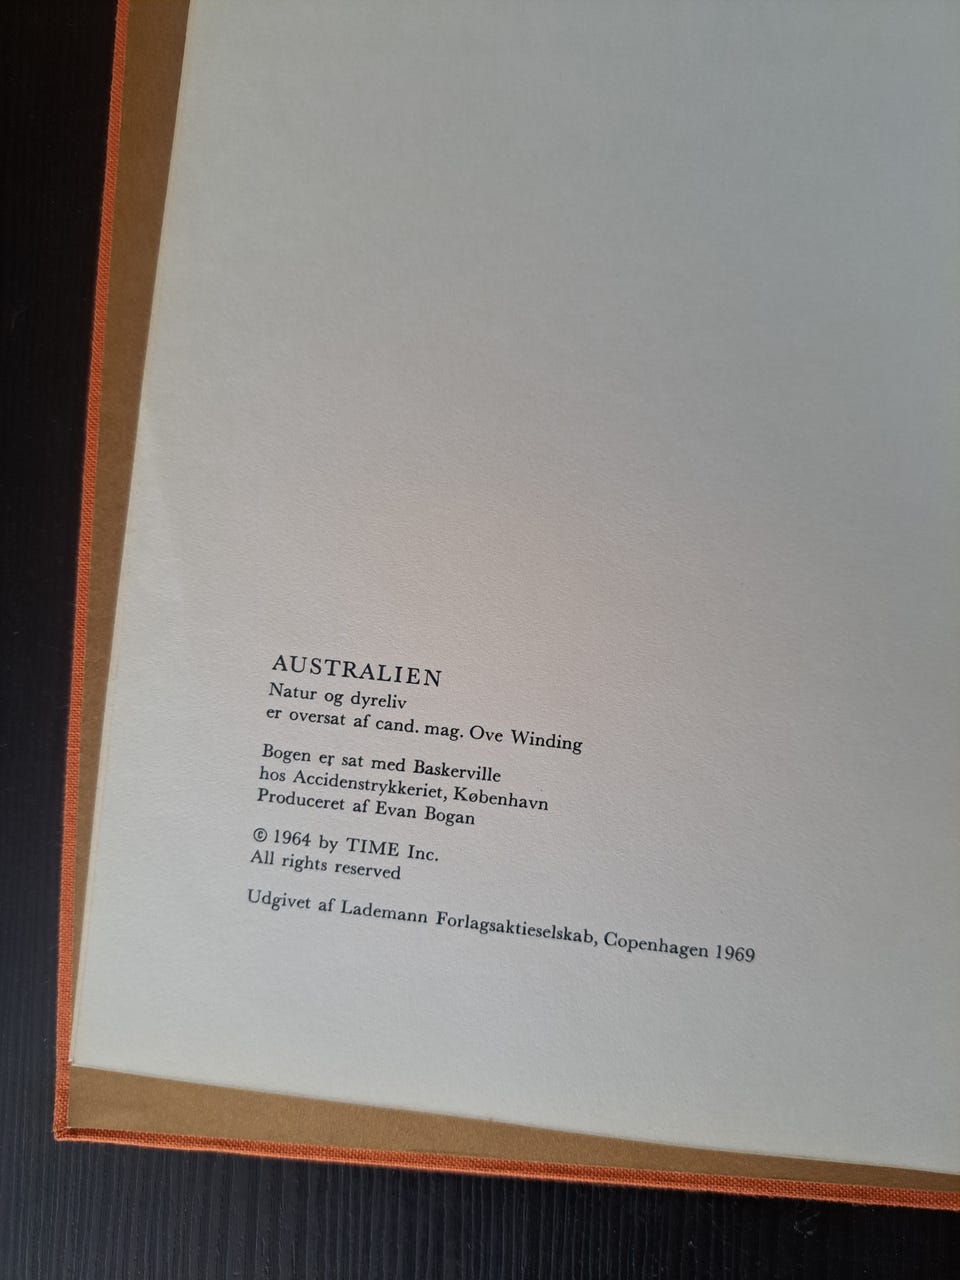 AUSTRALIEN
Natur og dyreliv
er oversat af cand. mag. Ove Winding
Bogen er sat med Baskerville
hos Accidenstrykkeriet, København
Produceret af Evan Bogan
© 1964 by TIME Inc.
All rights reserved
Udgivet af Lademann Forlagsaktieselskab, Copenhagen 1969